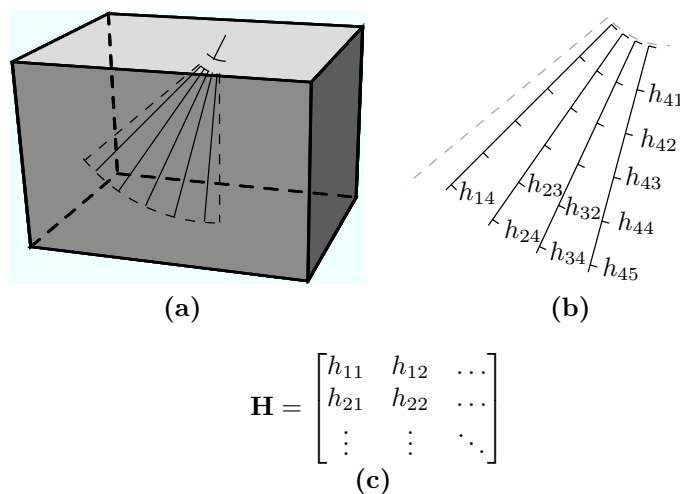 h41
h42
h43
h23
h14
h32
h44
h24
h34
h45
(a)
(b)
H = [h11 h12 ...
h21 h22 ...
⋮ ⋮ ⋱]
(c)